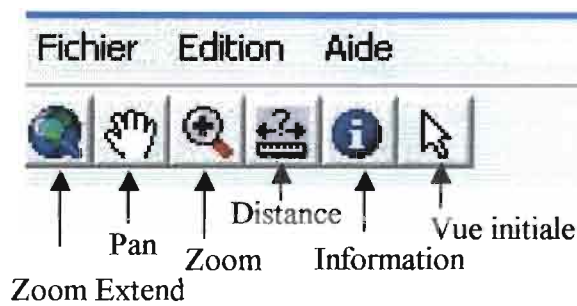 Fichier Edition Aide
Distance
Vue initiale
Pan
Zoom
Information
Zoom Extend